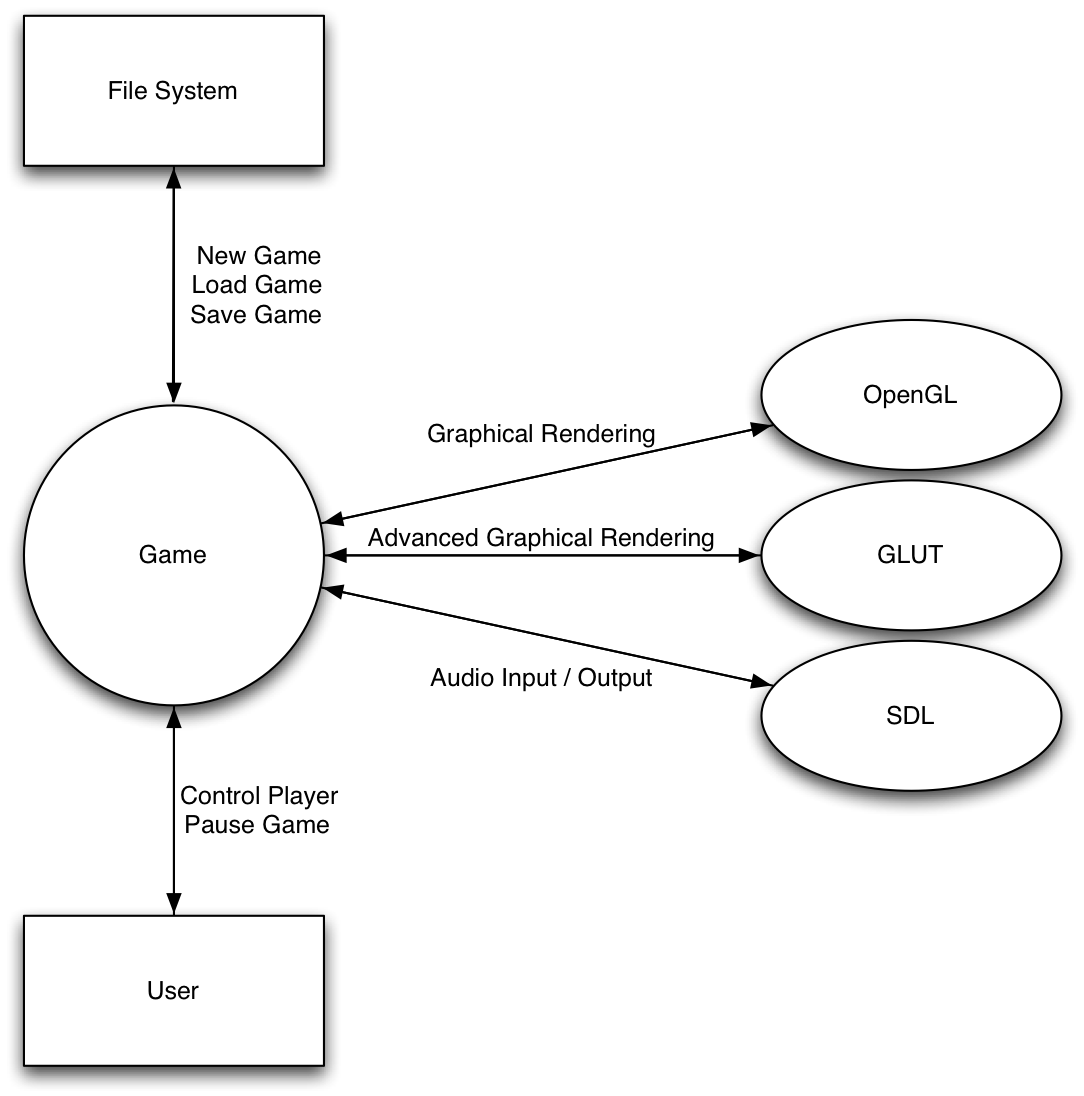 File System
New Game
Load Game
Save Game
OpenGL
Graphical Rendering
Advanced Graphical Rendering
Game
GLUT
Audio Input / Output
SDL
Control Player
Pause Game
User